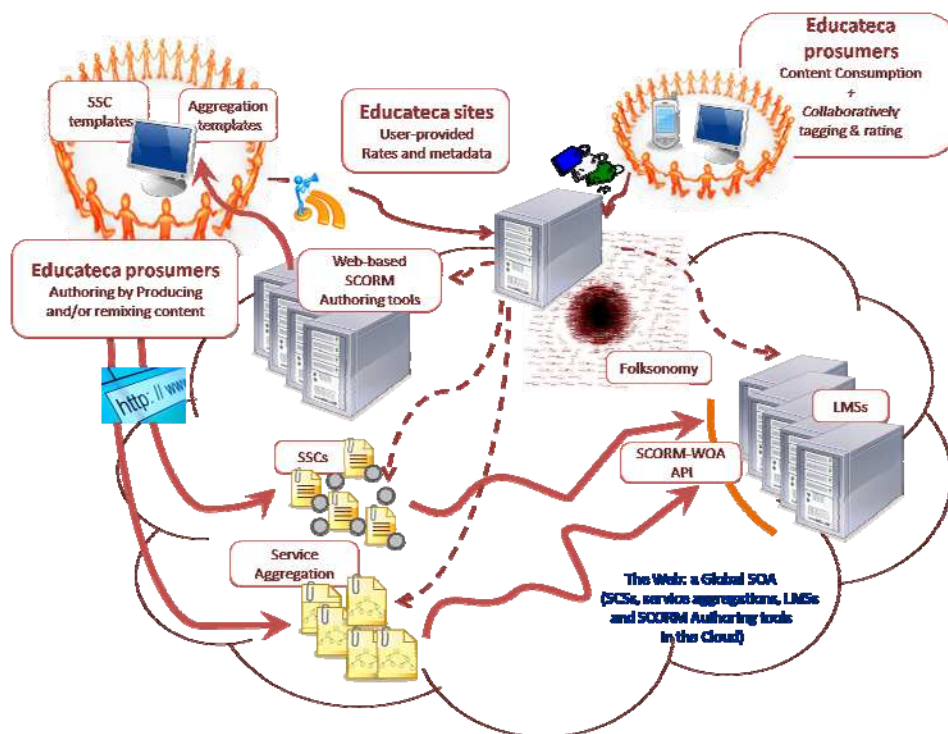 SSC
templates
Aggregation
templates
Educateca sites
User-provided
Rates and metadata
Educateca
prosumers
Content Consumption
+
Collaboratively
tagging & rating
Educateca prosumers
Authoring by Producing
and/or remixing content
Web-based
SCORM
Authoring tools
http://ww
Folksonomy
LMSs
SSCs
SCORM-WOA
API
Service
Aggregation
The Web: a Global SOA
(SCSs, service aggregations, LMSs
and SCORM Authoring tools
in the Cloud)